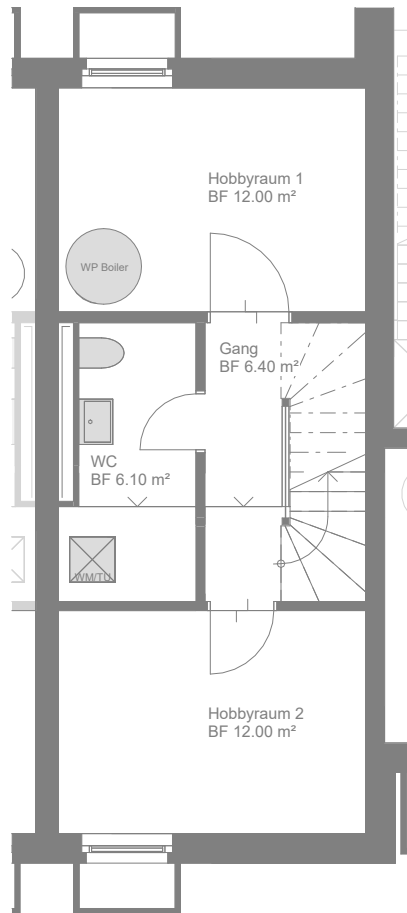 Hobbyraum 1
BF 12.00 m²
WP Boiler
Gang
BF 6.40 m²
WC
BF 6.10 m²
WM/TU
Hobbyraum 2
BF 12.00 m²